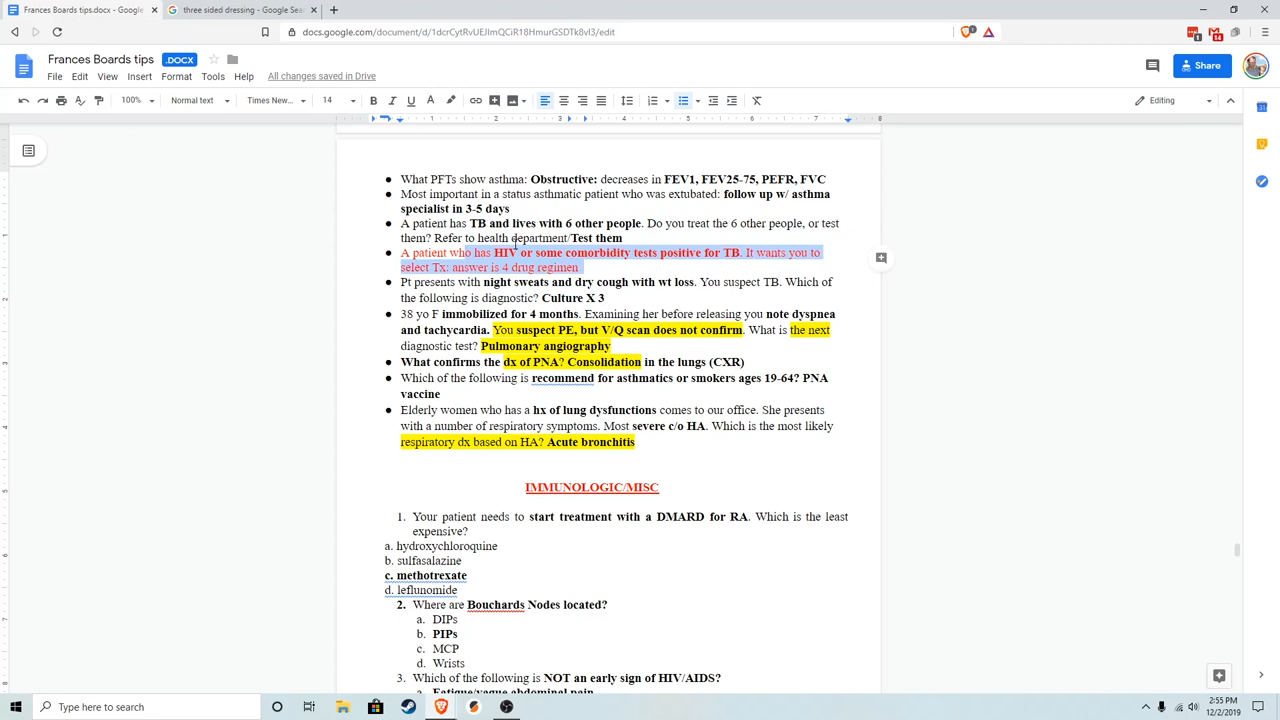 Frances Boards tips.docx - Google
three sided dressing - Google Sea
docs.google.com/document/d/1dcrCytRvUEJlmQCiR18HmurGSDTk8vI3/edit
Frances Boards tips .DOCX
File Edit View Insert Format Tools Help All changes saved in Drive
Share
100% Normal text Times New... 14 B I U A Editing
1 2 3 4 5 6 7 8
• What PFTs show asthma: Obstructive: decreases in FEV1, FEV25-75, PEFR, FVC
• Most important in a status asthmatic patient who was extubated: follow up w/ asthma
specialist in 3-5 days
• A patient has TB and lives with 6 other people. Do you treat the 6 other people, or test
them? Refer to health department/Test them
• A patient who has HIV or some comorbidity tests positive for TB. It wants you to
select Tx: answer is 4 drug regimen
• Pt presents with night sweats and dry cough with wt loss. You suspect TB. Which of
the following is diagnostic? Culture X 3
• 38 yo F immobilized for 4 months. Examining her before releasing you note dyspnea
and tachycardia. You suspect PE, but V/Q scan does not confirm. What is the next
diagnostic test? Pulmonary angiography
• What confirms the dx of PNA? Consolidation in the lungs (CXR)
• Which of the following is recommend for asthmatics or smokers ages 19-64? PNA
vaccine
• Elderly women who has a hx of lung dysfunctions comes to our office. She presents
with a number of respiratory symptoms. Most severe c/o HA. Which is the most likely
respiratory dx based on HA? Acute bronchitis
IMMUNOLOGIC/MISC
1. Your patient needs to start treatment with a DMARD for RA. Which is the least
expensive?
a. hydroxychloroquine
b. sulfasalazine
c. methotrexate
d. leflunomide
2. Where are Bouchards Nodes located?
a. DIPs
b. PIPs
c. MCP
d. Wrists
3. Which of the following is NOT an early sign of HIV/AIDS?
a. Fatigue/vague abdominal pain
Type here to search
2:55 PM
12/2/2019